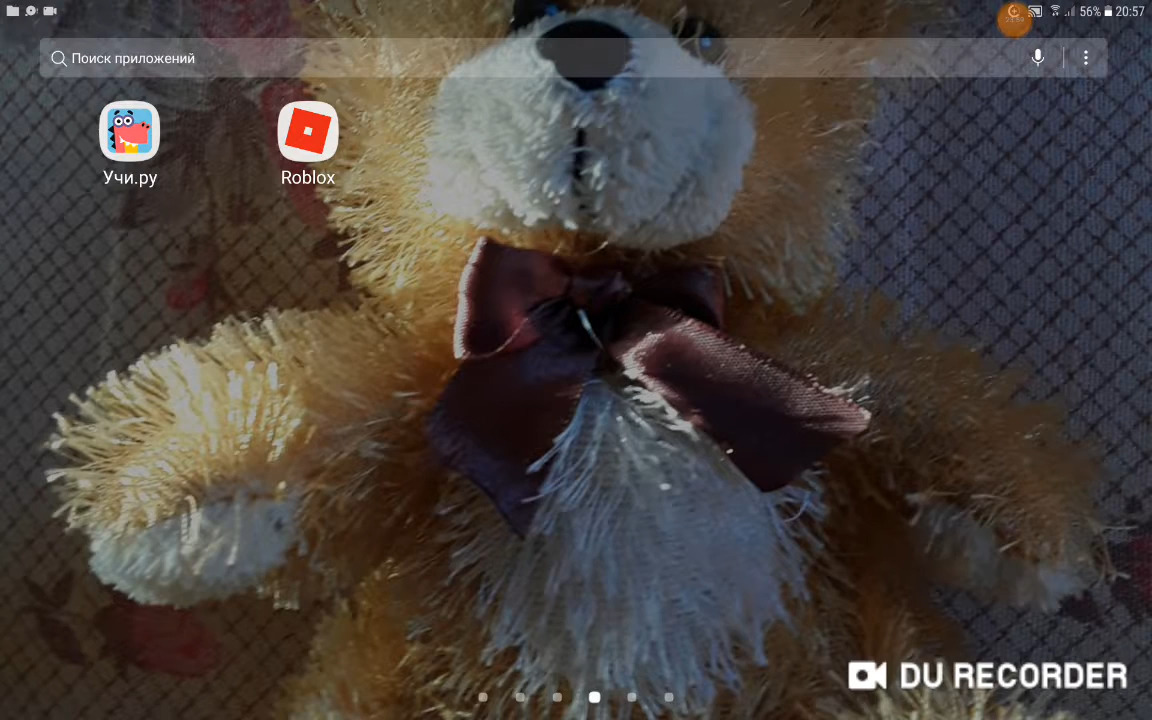 56% 20:57
Поиск приложений
Учи.ру
Roblox
DU RECORDER